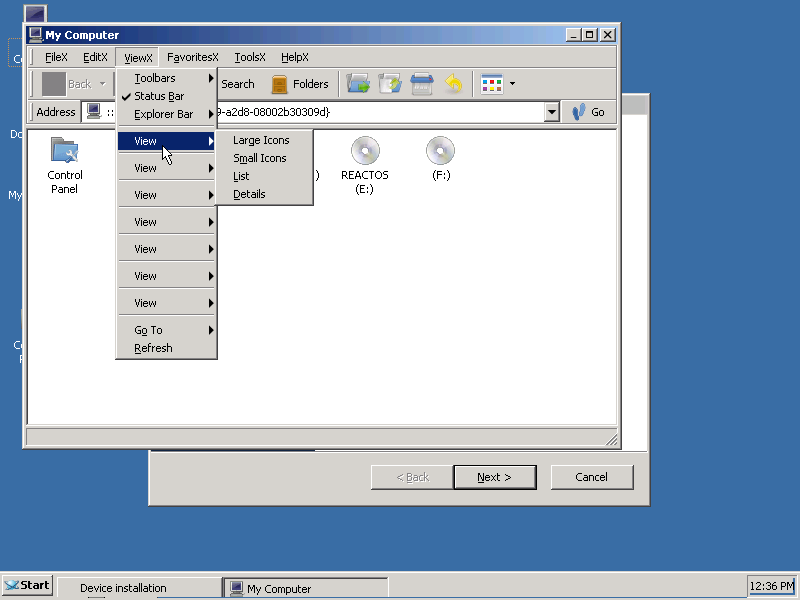 My Computer
FileX EditX ViewX FavoritesX ToolsX HelpX
Back Search Folders
Address :: 9-a2d8-08002b30309d} Go
Toolbars
Status Bar
Explorer Bar
View
View
View
View
View
View
View
Go To
Refresh
Large Icons
Small Icons
List
Details
Control
Panel
)
REACTOS
(E:)
(F:)
Do
My
< Back Next > Cancel
Start Device installation My Computer 12:36 PM